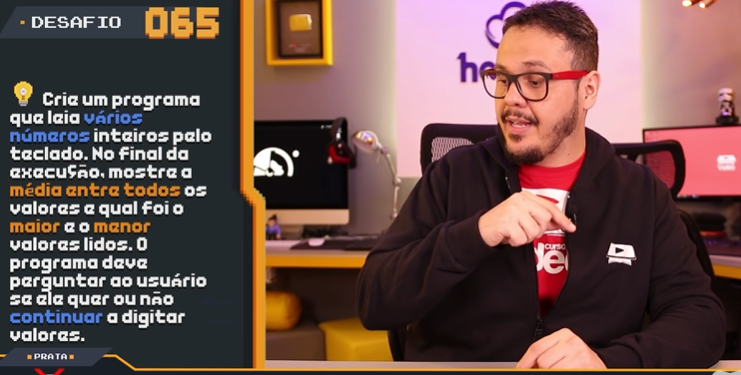 DESAFIO 065
Crie um programa
que leia vários
números inteiros pelo
teclado. No final da
execução, mostre a
média entre todos os
valores e qual foi o
maior e o menor
valores lidos. O
programa deve
perguntar ao usuário
se ele quer ou não
continuar a digitar
valores.
PRATA
curso